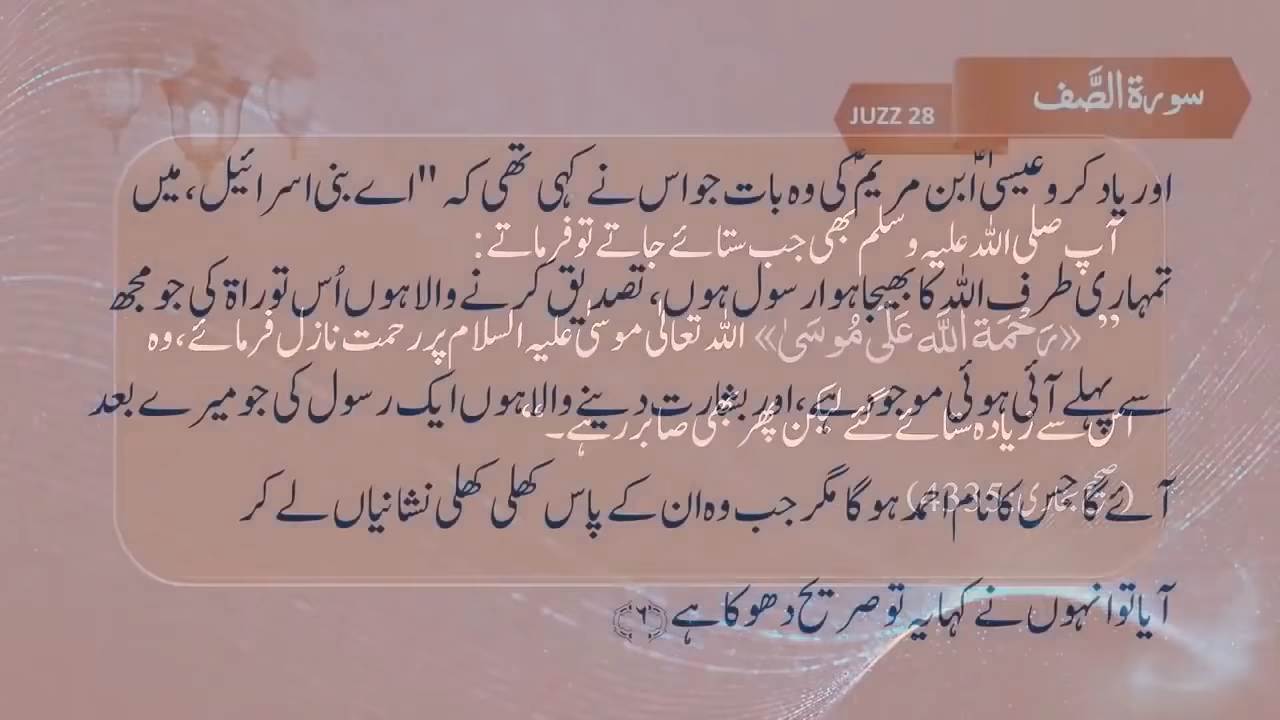 سورة الصَّف
JUZZ 28
اور یاد کرو عیسیٰؑ ابن مریمؑ کی وہ بات جو اس نے کہی تھی کہ "اے بنی اسرائیل، میں
آپ صلی اللہ علیہ وسلم بھی جب ستائے جاتے تو فرماتے :
تمہاری طرف اللہ کا بھیجا ہوا رسول ہوں، تصدیق کرنے والا ہوں اُس توراۃ کی جو مجھ
” «رَحْمَةُ اللَّهِ عَلَى مُوسَىٰ» اللہ تعالیٰ موسیٰ علیہ السلام پر رحمت نازل فرمائے، وہ
سے پہلے آئی ہوئی موجود ہے، اور بشارت دینے والا ہوں ایک رسول کی جو میرے بعد
اس سے زیادہ ستائے گئے لیکن پھر بھی صابر رہے۔“
آئے گا جس کا نام احمد ہوگا مگر جب وہ ان کے پاس کھلی کھلی نشانیاں لے کر
(صحیح بخاری: 4335)
آیا تو انہوں نے کہا یہ تو صریح دھوکا ہے ﴿٦﴾